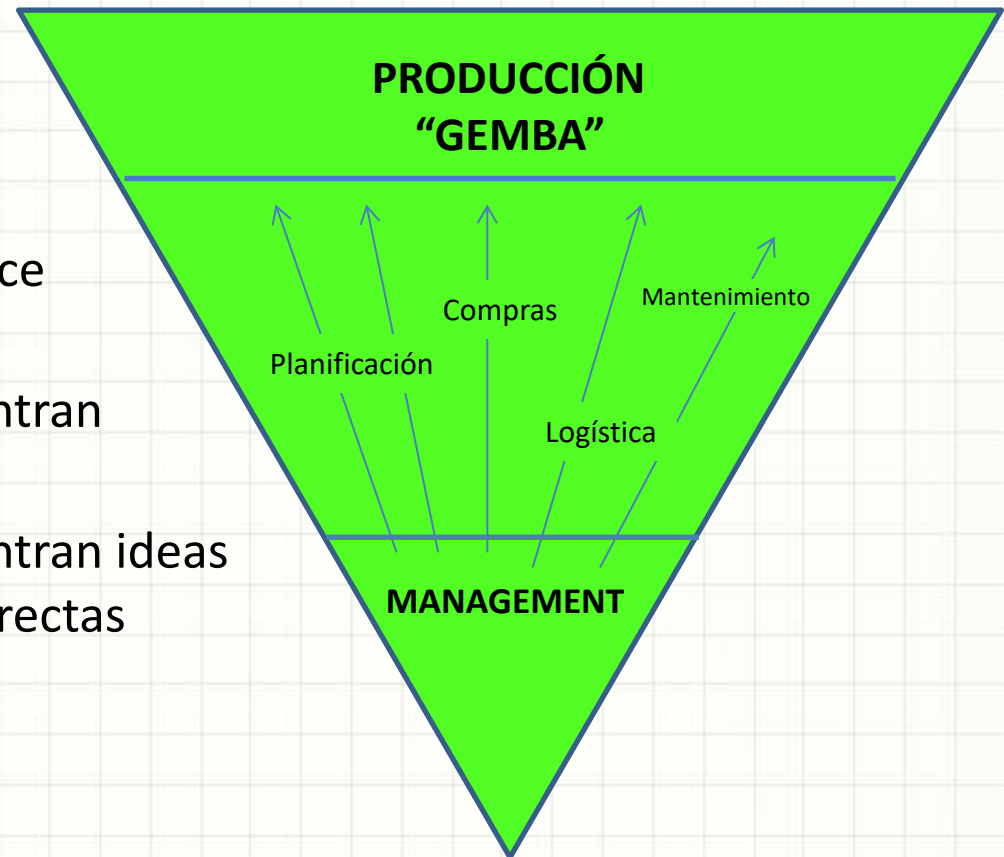 PRODUCCIÓN
“GEMBA”
ce
Mantenimiento
Compras
Planificación
ntran
Logística
ntran ideas
rectas
MANAGEMENT